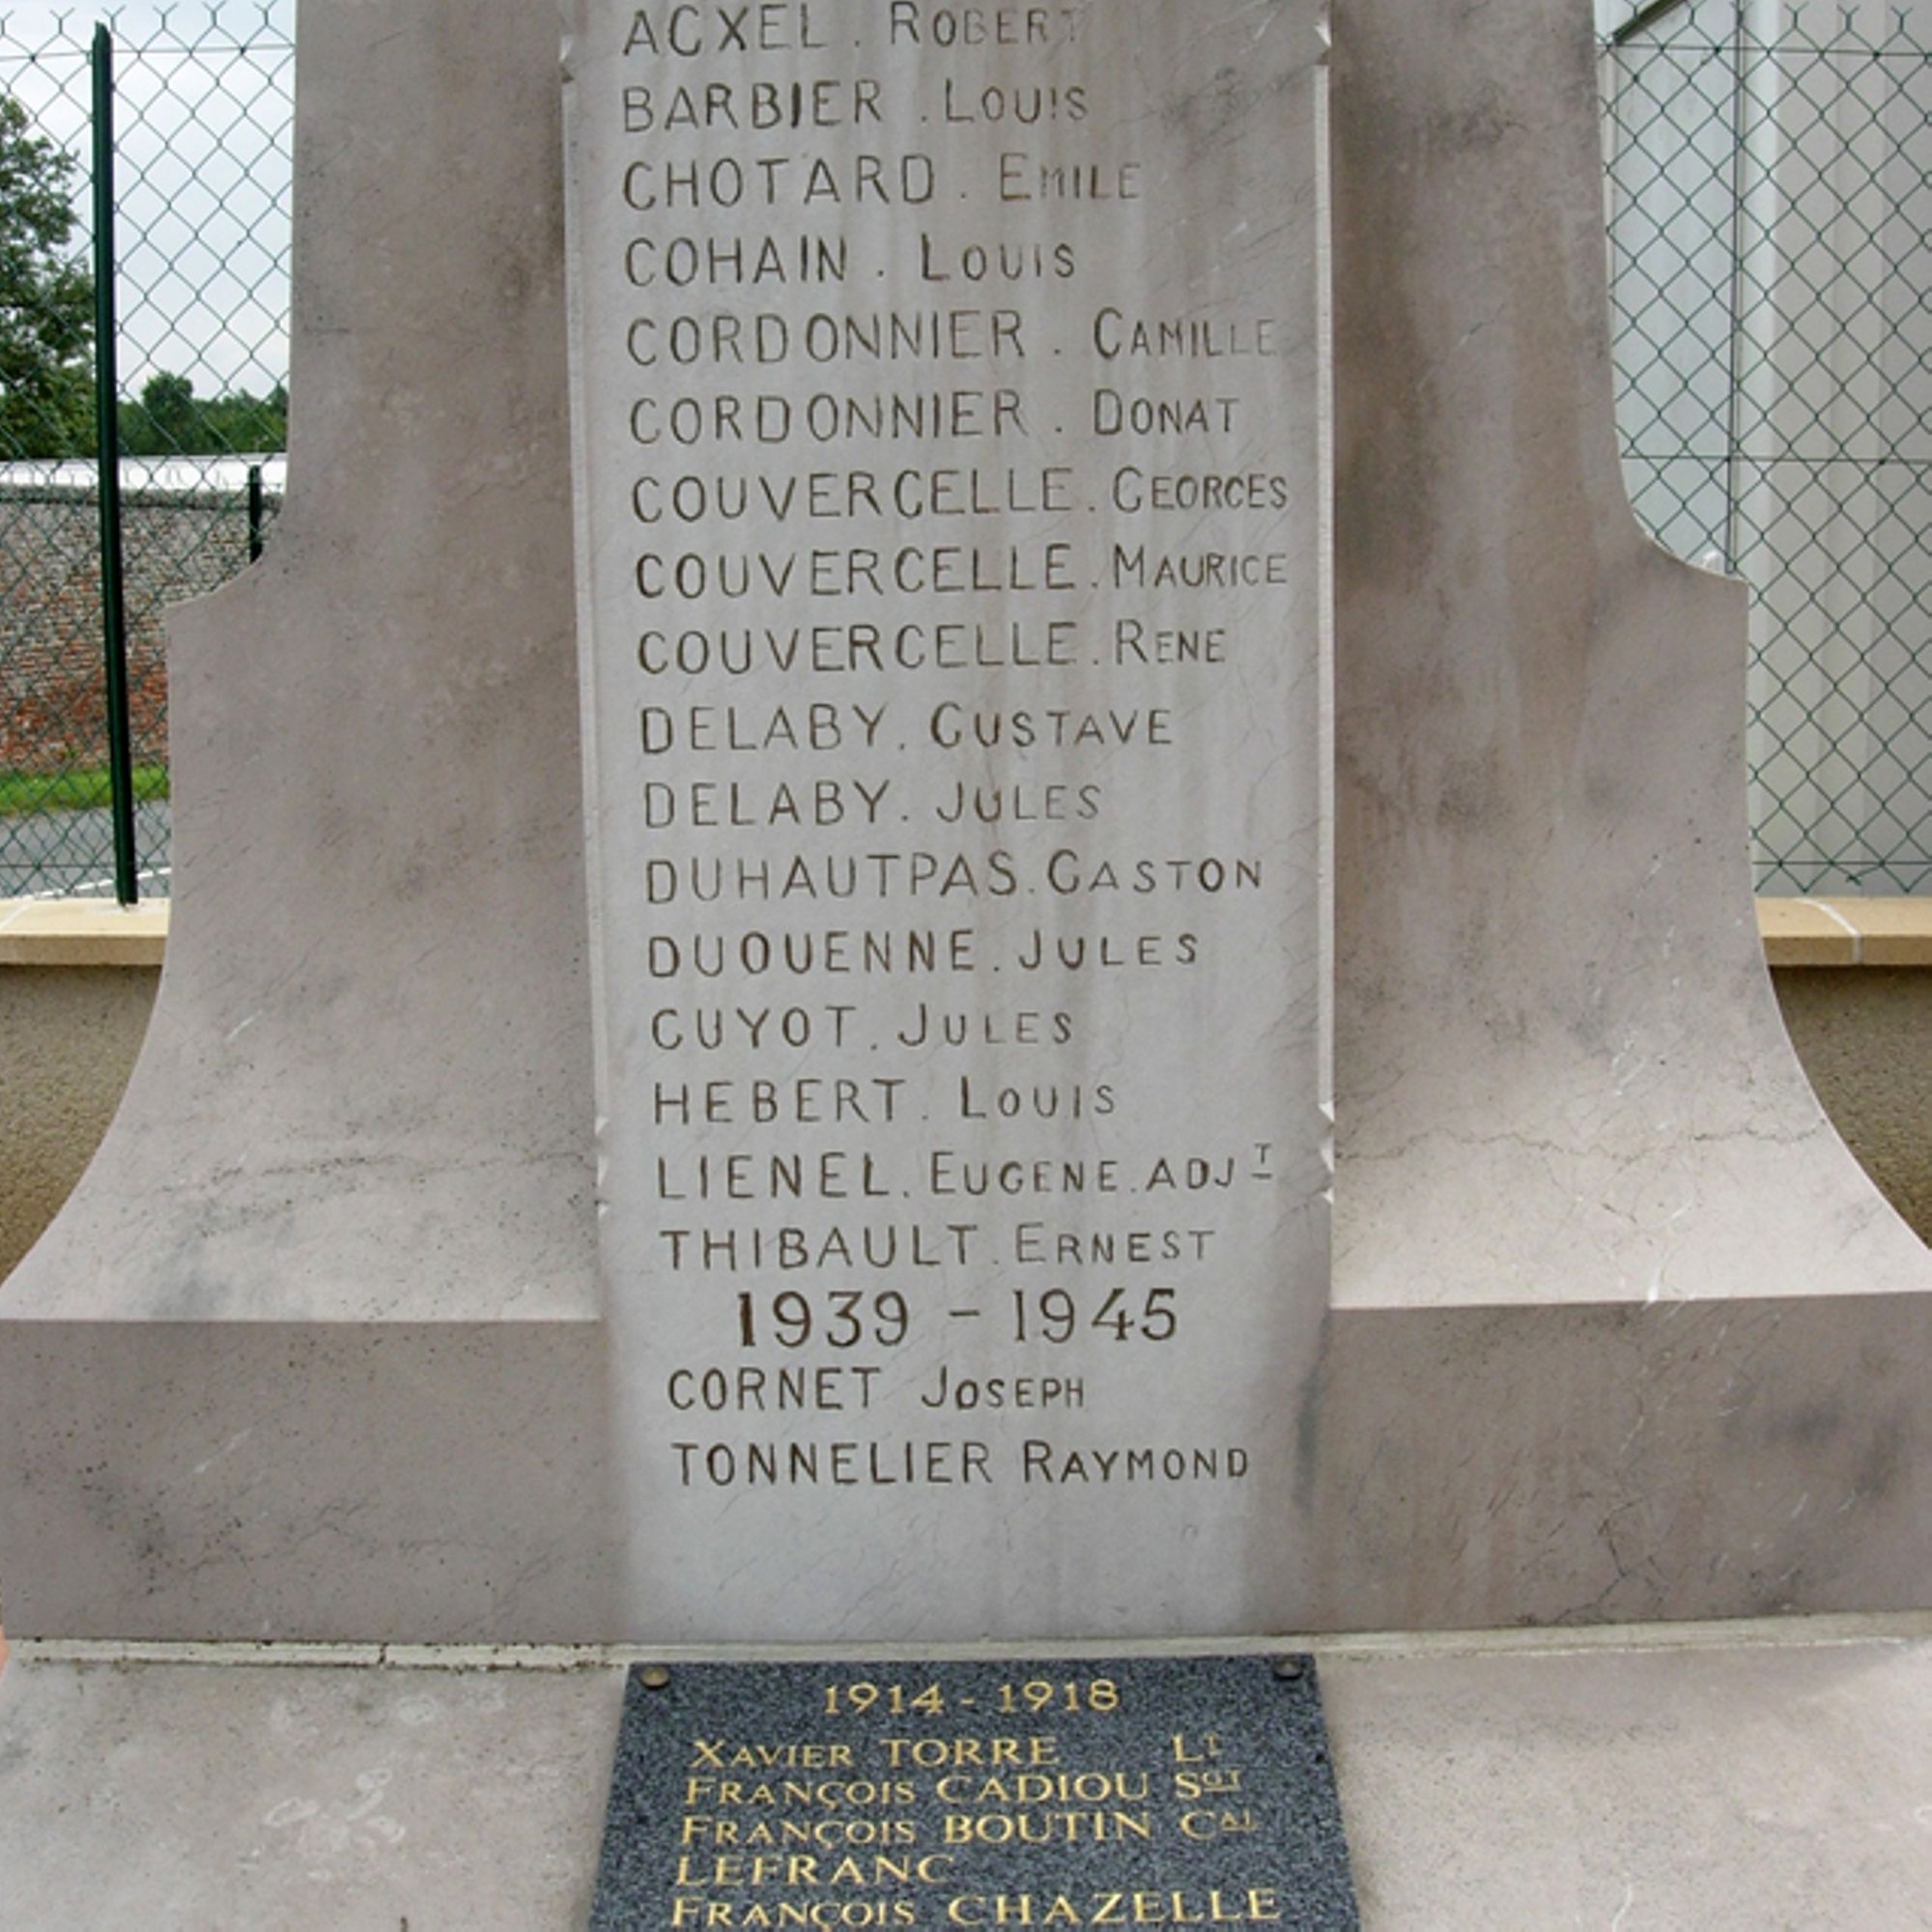 ACXEL . ROBERT
BARBIER . LOUIS
CHOTARD . EMILE
COHAIN . LOUIS
CORDONNIER . CAMILLE
CORDONNIER . DONAT
COUVERCELLE . GEORGES
COUVERCELLE . MAURICE
COUVERCELLE . RENE
DELABY . GUSTAVE
DELABY . JULES
DUHAUTPAS . GASTON
DUQUENNE . JULES
GUYOT . JULES
HEBERT . LOUIS
LIENEL . EUGENE . ADJT
THIBAULT . ERNEST
1939 - 1945
CORNET JOSEPH
TONNELIER RAYMOND
1914 - 1918
XAVIER TORRE LT
FRANÇOIS CADIOU SGT
FRANÇOIS BOUTIN CAL
LEFRANC
FRANÇOIS CHAZELLE